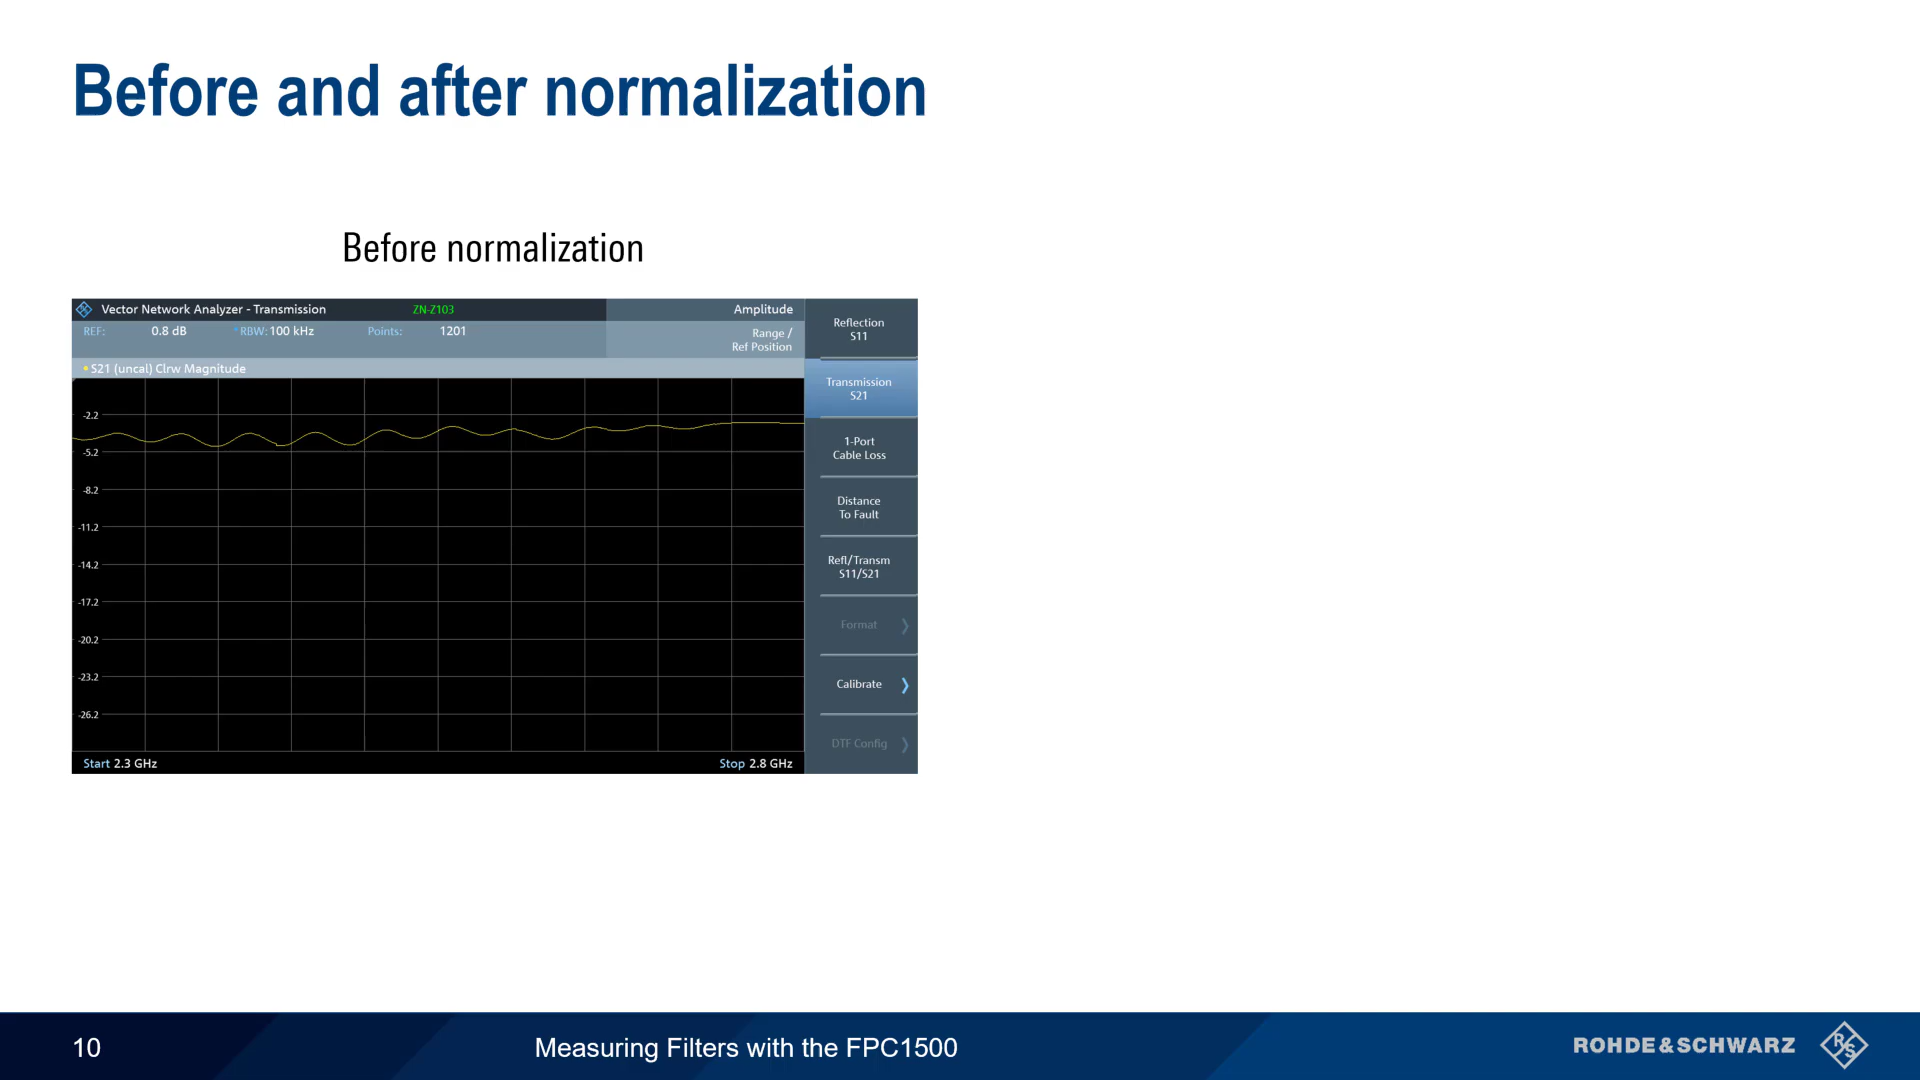 Before and after normalization
Before normalization
Vector Network Analyzer - Transmission
ZN-Z103
Amplitude
REF: 0.8 dB
RBW: 100 kHz
Points: 1201
Range /
Ref Position
S21 (uncal) Clrw Magnitude
-2.2
-5.2
-8.2
-11.2
-14.2
-17.2
-20.2
-23.2
-26.2
Start 2.3 GHz
Stop 2.8 GHz
Reflection
S11
Transmission
S21
1-Port
Cable Loss
Distance
To Fault
Refl/Transm
S11/S21
Format
Calibrate
DTF Config
10
Measuring Filters with the FPC1500
ROHDE&SCHWARZ
R&S